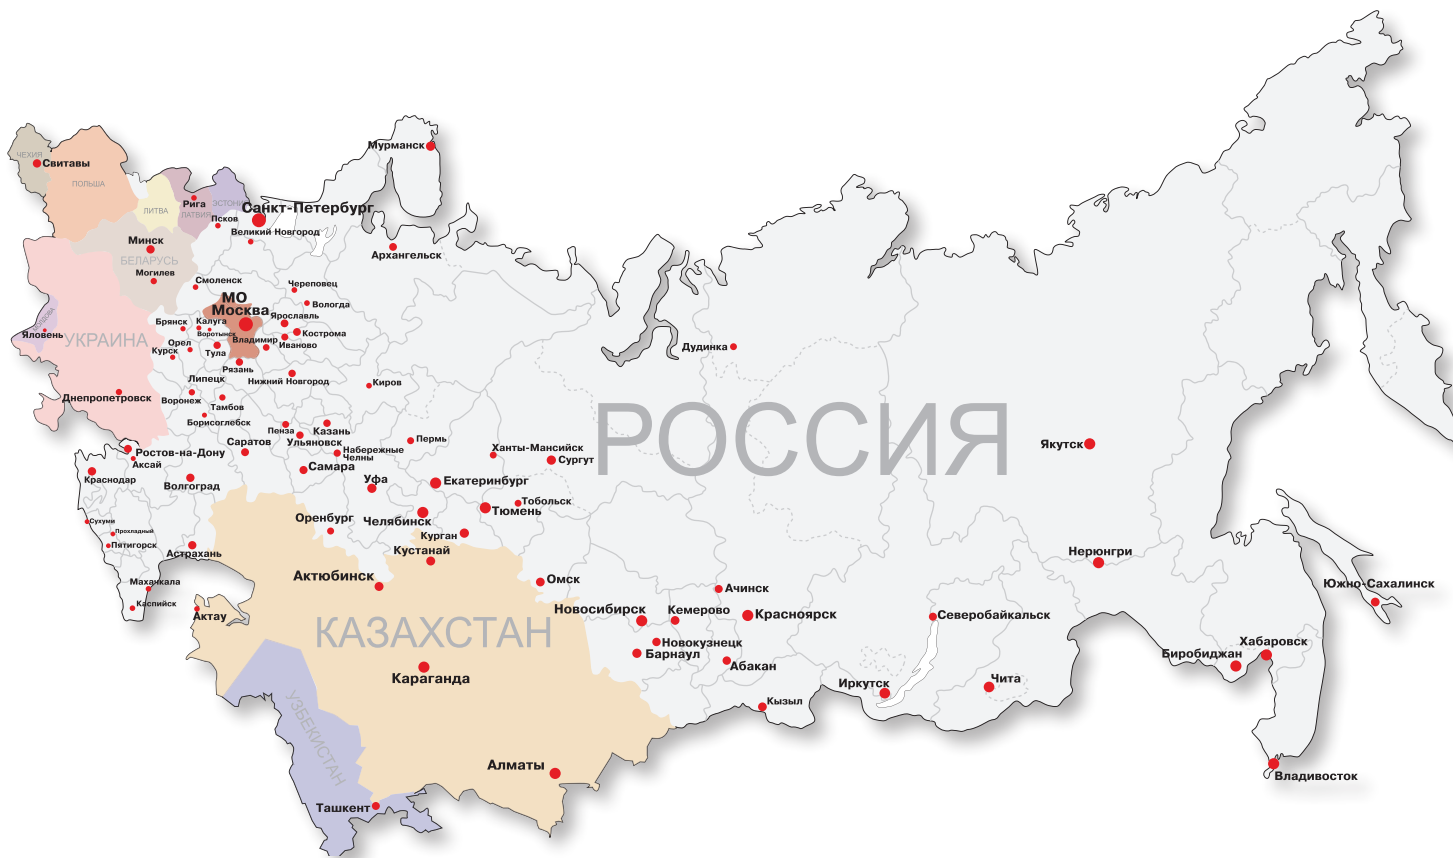 Мурманск
ЧЕХИЯ
Свитавы
ПОЛЬША
ЛИТВА
Рига
ЛАТВИЯ
ЭСТОНИЯ
Санкт-Петербург
Псков
Великий Новгород
Минск
БЕЛАРУСЬ
Могилев
Архангельск
Смоленск
Череповец
Вологда
МО
Москва
Ярославль
Кострома
Брянск
Калуга
Воротынск
Владимир
Иваново
МОЛДОВА
Яловень
УКРАИНА
Орел
Курск
Тула
Рязань
Дудинка
Нижний Новгород
Киров
Липецк
Днепропетровск
Воронеж
Тамбов
Борисоглебск
РОССИЯ
Пенза
Казань
Ульяновск
Пермь
Якутск
Саратов
Набережные
Челны
Ханты-Мансийск
Сургут
Ростов-на-Дону
Аксай
Самара
Краснодар
Волгоград
Уфа
Екатеринбург
Тобольск
Тюмень
Оренбург
Челябинск
Сухуми
Прохладный
Курган
Пятигорск
Астрахань
Кустанай
Нерюнгри
Махачкала
Актюбинск
Омск
Ачинск
Южно-Сахалинск
Каспийск
Актау
Новосибирск
Кемерово
Красноярск
Северобайкальск
КАЗАХСТАН
Новокузнецк
Барнаул
Хабаровск
Биробиджан
Абакан
Караганда
Иркутск
Чита
Кызыл
УЗБЕКИСТАН
Алматы
Владивосток
Ташкент